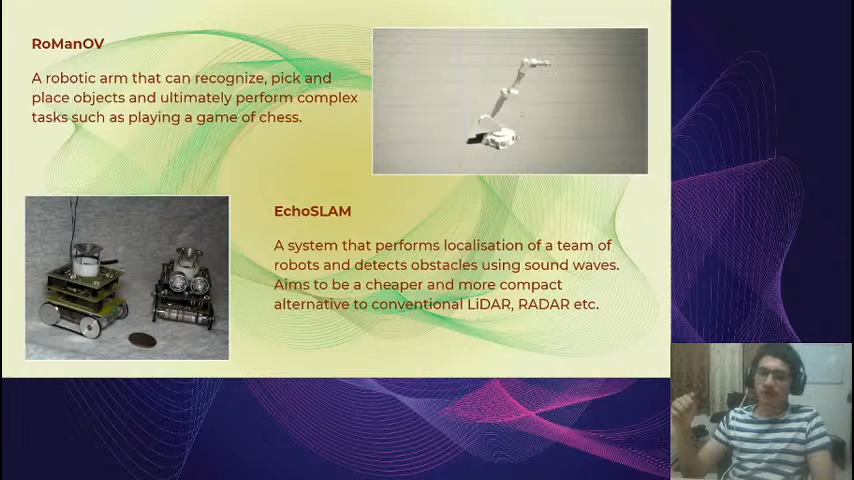 RoManOV
A robotic arm that can recognize, pick and
place objects and ultimately perform complex
tasks such as playing a game of chess.
EchoSLAM
A system that performs localisation of a team of
robots and detects obstacles using sound waves.
Aims to be a cheaper and more compact
alternative to conventional LiDAR, RADAR etc.